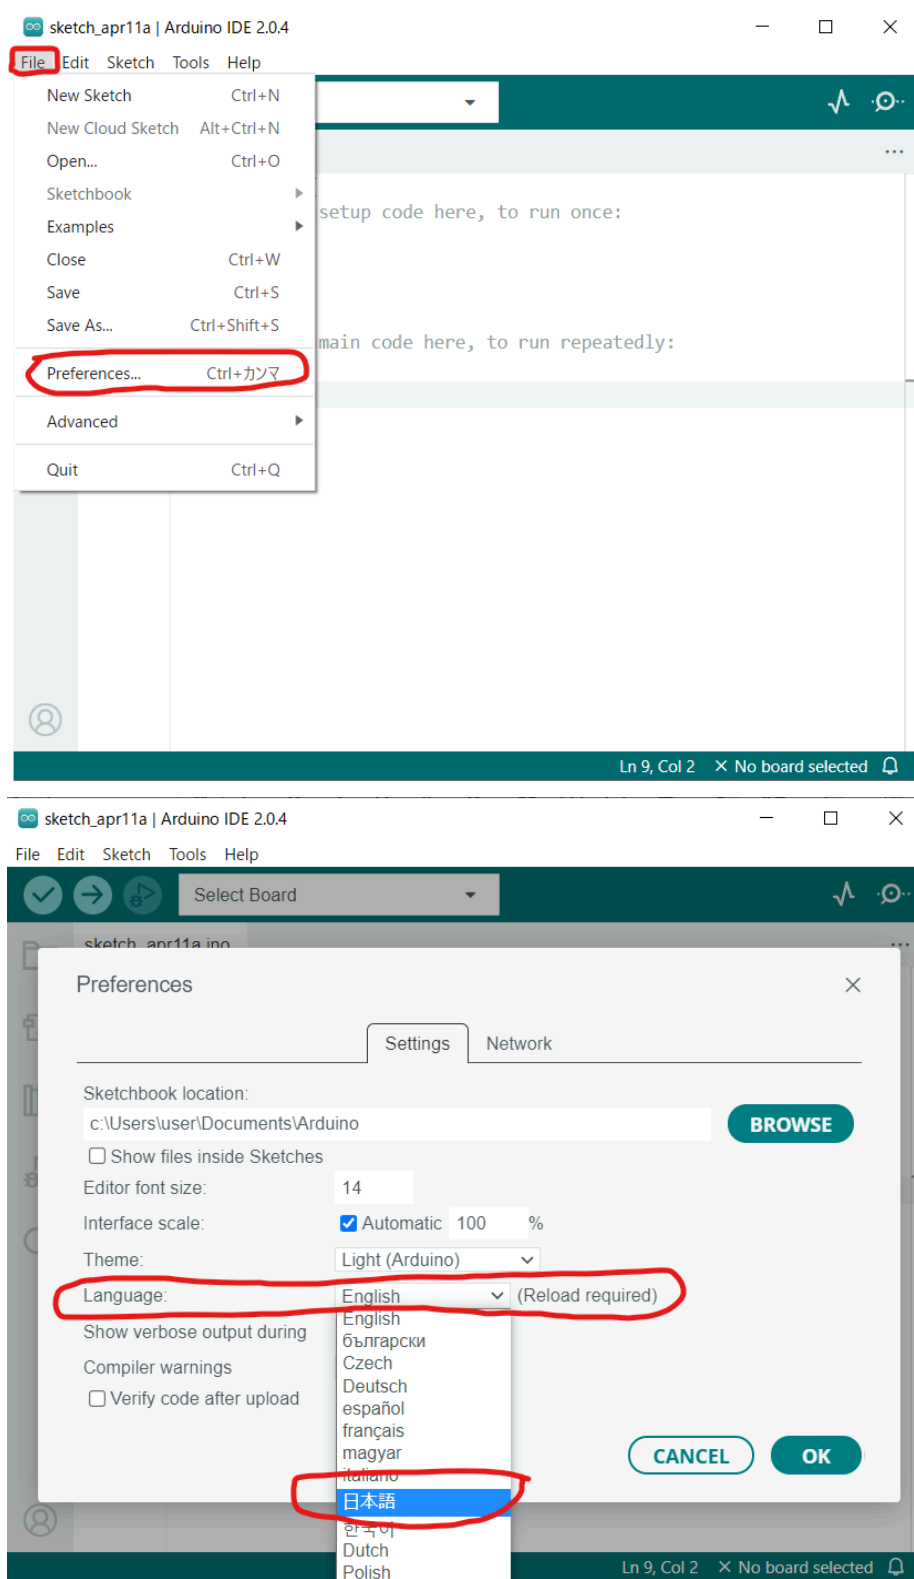 sketch_apr11a | Arduino IDE 2.0.4
File Edit Sketch Tools Help
New Sketch Ctrl+N
New Cloud Sketch Alt+Ctrl+N
Open... Ctrl+O
Sketchbook
Examples
Close Ctrl+W
Save Ctrl+S
Save As... Ctrl+Shift+S
Preferences... Ctrl+カンマ
Advanced
Quit Ctrl+Q
setup code here, to run once:
main code here, to run repeatedly:
Ln 9, Col 2 × No board selected
sketch_apr11a | Arduino IDE 2.0.4
File Edit Sketch Tools Help
Select Board
sketch_apr11a.ino
Preferences
Settings Network
Sketchbook location:
c:\Users\user\Documents\Arduino BROWSE
Show files inside Sketches
Editor font size: 14
Interface scale: Automatic 100 %
Theme: Light (Arduino)
Language: English (Reload required)
English
Show verbose output during
български
Czech
Compiler warnings
Deutsch
Verify code after upload
español
français
magyar
CANCEL OK
italiano
日本語
한국어
Dutch
Polish
Ln 9, Col 2 × No board selected